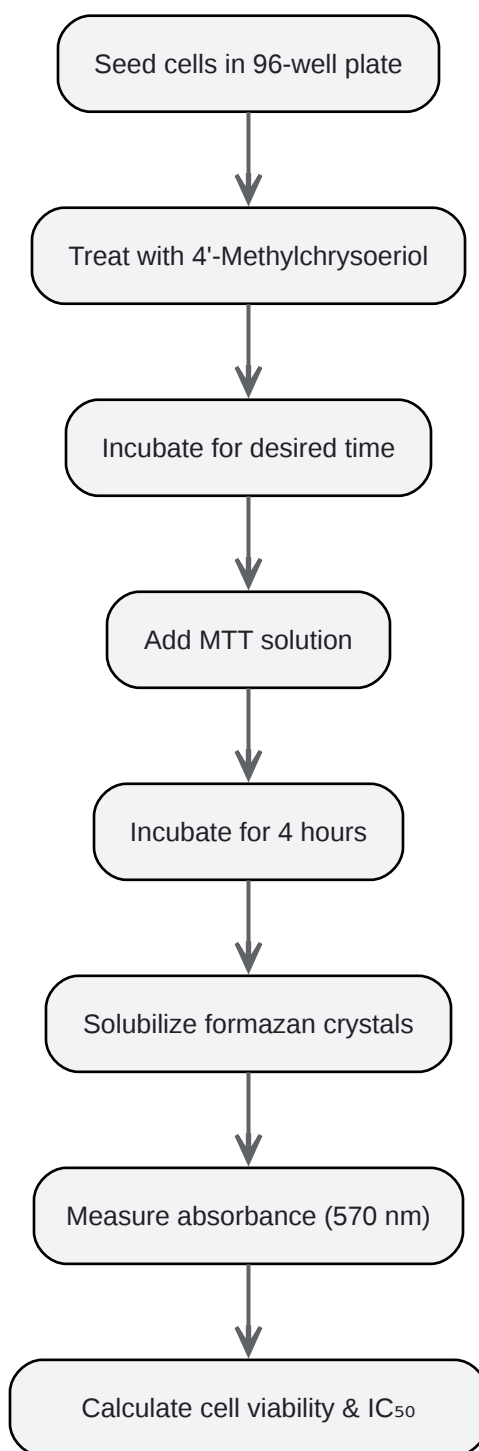 Seed cells in 96-well plate
Treat with 4'-Methylchrysoeriol
Incubate for desired time
Add MTT solution
Incubate for 4 hours
Solubilize formazan crystals
Measure absorbance (570 nm)
Calculate cell viability & IC₅₀